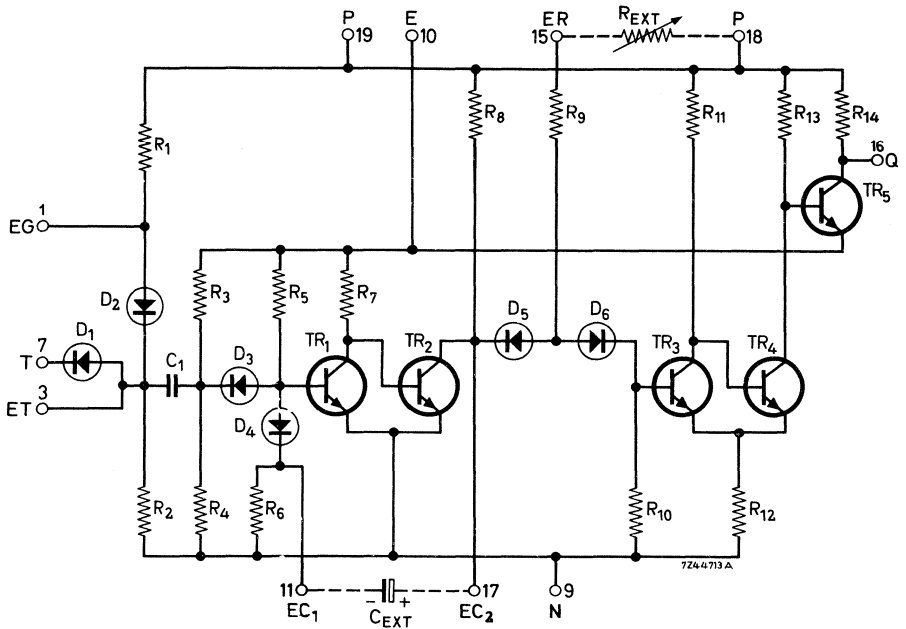 P E ER R_EXT P
19 10 15 18
R1 R8 R9 R11 R13 R14
16 Q
TR5
EG 1
R3 R5 R7
D2
D5 D6
T 7 D1 C1 D3 TR1 TR2 TR3 TR4
ET 3
D4
R2 R4 R6 R10 R12
7Z44713A
11 - + 17 9
EC1 C_EXT EC2 N